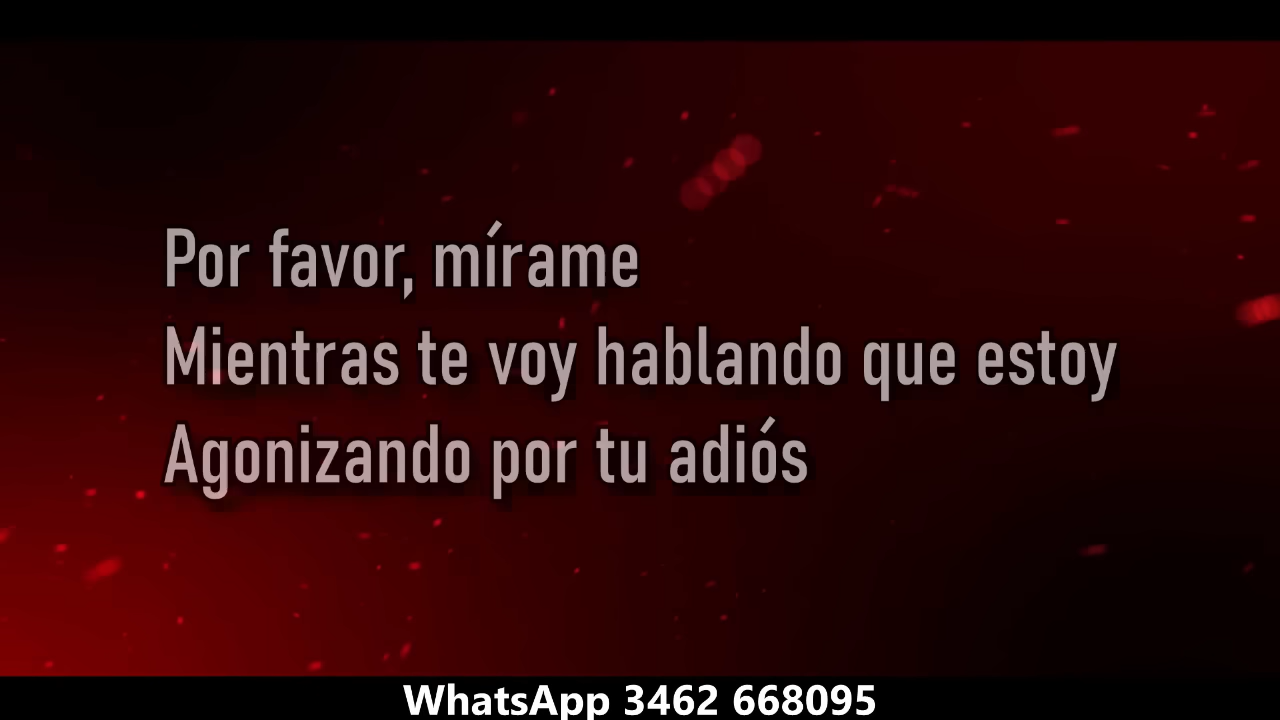 Por favor, mírame
Mientras te voy hablando que estoy
Agonizando por tu adiós
WhatsApp 3462 668095